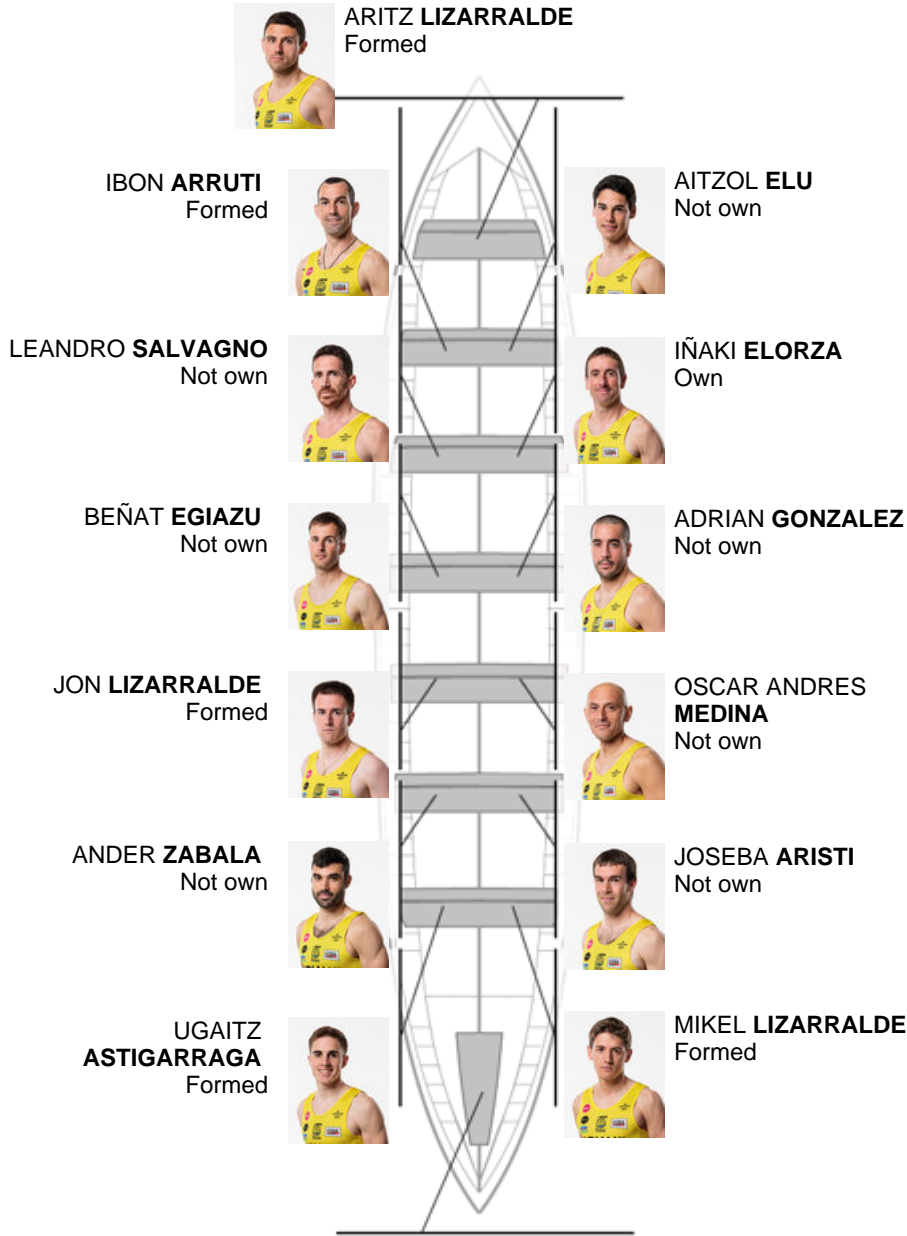 ARITZ LIZARRALDE
Formed
IBON ARRUTI
Formed
AITZOL ELU
Not own
LEANDRO SALVAGNO
Not own
IÑAKI ELORZA
Own
BEÑAT EGIAZU
Not own
ADRIAN GONZALEZ
Not own
JON LIZARRALDE
Formed
OSCAR ANDRES
MEDINA
Not own
ANDER ZABALA
Not own
JOSEBA ARISTI
Not own
UGAITZ
ASTIGARRAGA
Formed
MIKEL LIZARRALDE
Formed